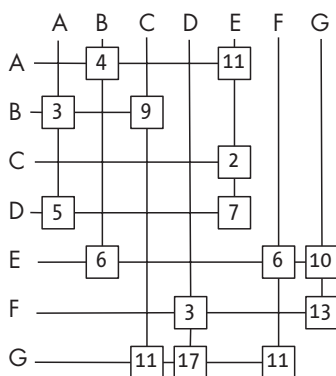 A B C D E F G
A 4 11
B 3 9
C 2
D 5 7
E 6 6 10
F 3 13
G 11 17 11